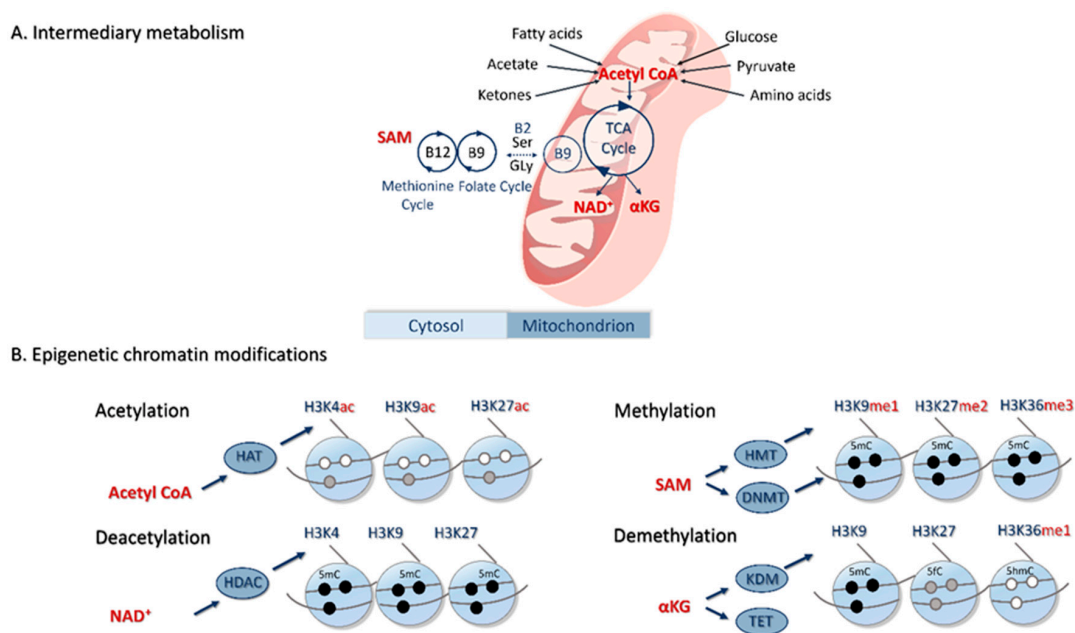 A. Intermediary metabolism
Fatty acids
Glucose
Acetate
Acetyl CoA
Pyruvate
Ketones
Amino acids
SAM
B12
B9
B2
Ser
GLy
B9
TCA
Cycle
Methionine
Cycle
Folate Cycle
NAD⁺
αKG
Cytosol
Mitochondrion
B. Epigenetic chromatin modifications
Acetylation
H3K4ac
H3K9ac
H3K27ac
HAT
Acetyl CoA
Methylation
H3K9me1
H3K27me2
H3K36me3
5mC
5mC
5mC
HMT
SAM
DNMT
Deacetylation
H3K4
H3K9
H3K27
5mC
5mC
5mC
HDAC
NAD⁺
Demethylation
H3K9
H3K27
H3K36me1
5mC
5fC
5hmC
KDM
αKG
TET